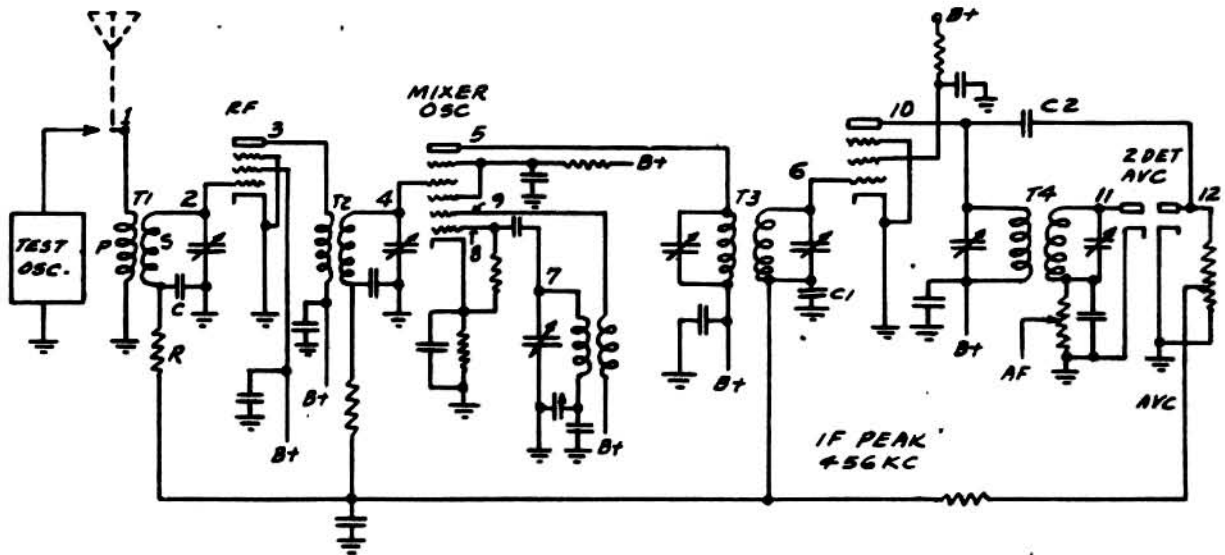 B+
RF
MIXER
OSC
1
3
5
10
C2
B+
6
2 DET
AVC
T1
2
T2
4
9
T3
T4
11
12
TEST
OSC.
P
S
8
7
C
C1
R
B+
B+
B+
B+
B+
AF
AVC
IF PEAK
456 KC